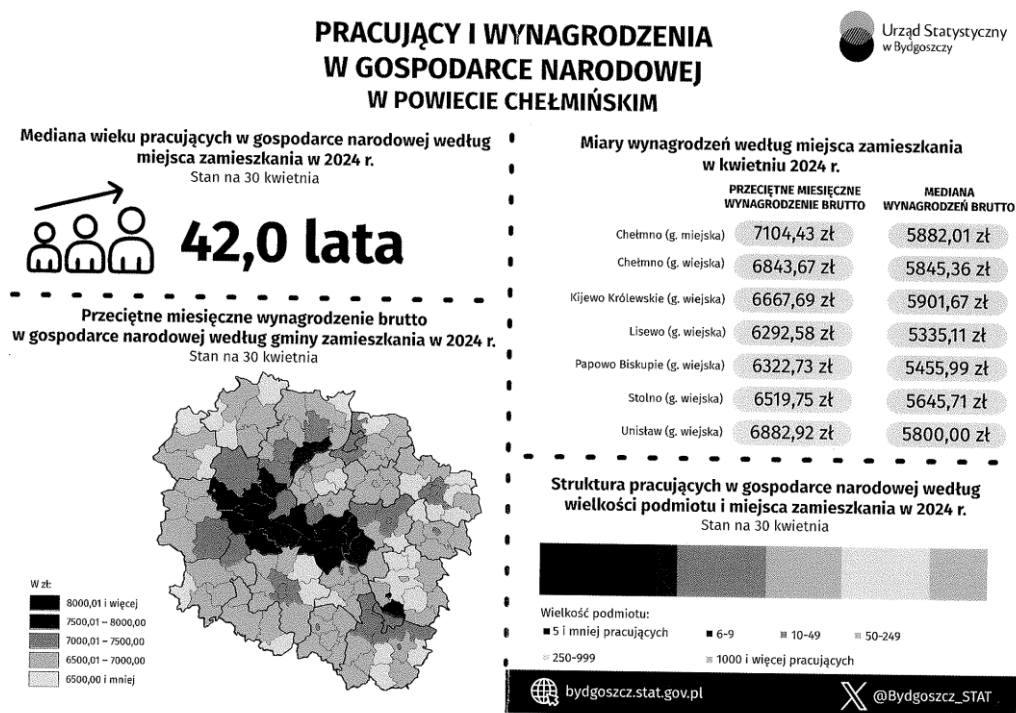 PRACUJĄCY I WYNAGRODZENIA
W GOSPODARCE NARODOWEJ
W POWIECIE CHEŁMIŃSKIM
Urząd Statystyczny
w Bydgoszczy
Mediana wieku pracujących w gospodarce narodowej według
miejsca zamieszkania w 2024 r.
Stan na 30 kwietnia
42,0 lata
Przeciętne miesięczne wynagrodzenie brutto
w gospodarce narodowej według gminy zamieszkania w 2024 r.
Stan na 30 kwietnia
W zł:
8000,01 i więcej
7500,01 – 8000,00
7000,01 – 7500,00
6500,01 – 7000,00
6500,00 i mniej
Miary wynagrodzeń według miejsca zamieszkania
w kwietniu 2024 r.
PRZECIĘTNE MIESIĘCZNE WYNAGRODZENIE BRUTTO
MEDIANA WYNAGRODZEŃ BRUTTO
Chełmno (g. miejska) 7104,43 zł 5882,01 zł
Chełmno (g. wiejska) 6843,67 zł 5845,36 zł
Kijewo Królewskie (g. wiejska) 6667,69 zł 5901,67 zł
Lisewo (g. wiejska) 6292,58 zł 5335,11 zł
Papowo Biskupie (g. wiejska) 6322,73 zł 5455,99 zł
Stolno (g. wiejska) 6519,75 zł 5645,71 zł
Unisław (g. wiejska) 6882,92 zł 5800,00 zł
Struktura pracujących w gospodarce narodowej według
wielkości podmiotu i miejsca zamieszkania w 2024 r.
Stan na 30 kwietnia
Wielkość podmiotu:
5 i mniej pracujących 6-9 10-49 50-249
250-999 1000 i więcej pracujących
bydgoszcz.stat.gov.pl
@Bydgoszcz_STAT